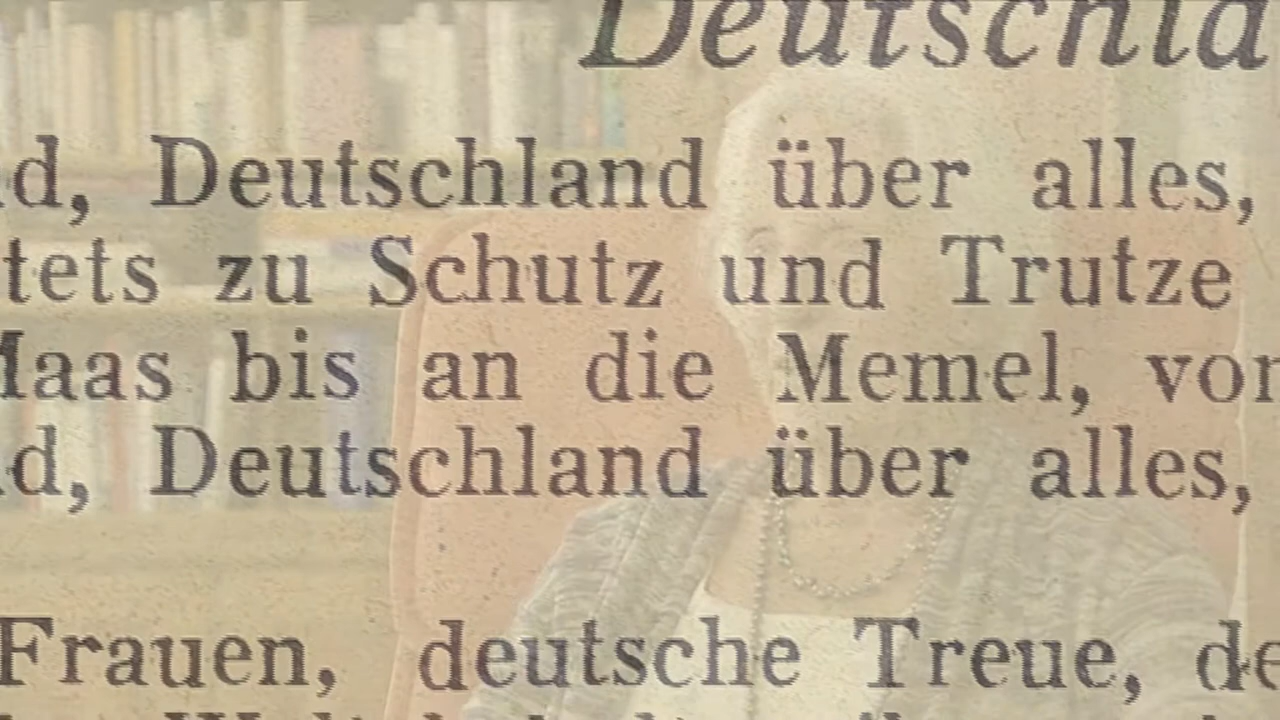 Deutschla
d, Deutschland über alles,
tets zu Schutz und Trutze
Maas bis an die Memel, von
d, Deutschland über alles,
Frauen, deutsche Treue, de